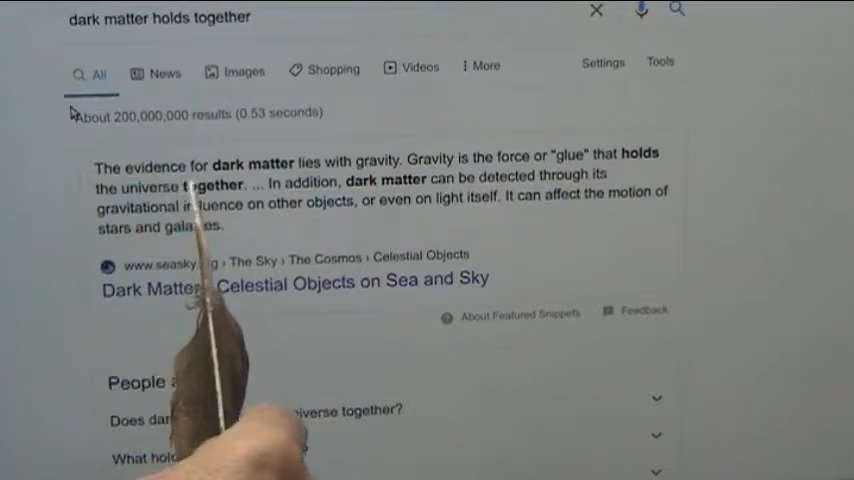 dark matter holds together
All News Images Shopping Videos More Settings Tools
About 200,000,000 results (0.53 seconds)
The evidence for dark matter lies with gravity. Gravity is the force or "glue" that holds
the universe together. ... In addition, dark matter can be detected through its
gravitational influence on other objects, or even on light itself. It can affect the motion of
stars and galaxies.
www.seasky.org › The Sky › The Cosmos › Celestial Objects
Dark Matter - Celestial Objects on Sea and Sky
About Featured Snippets Feedback
People
Does universe together?
What